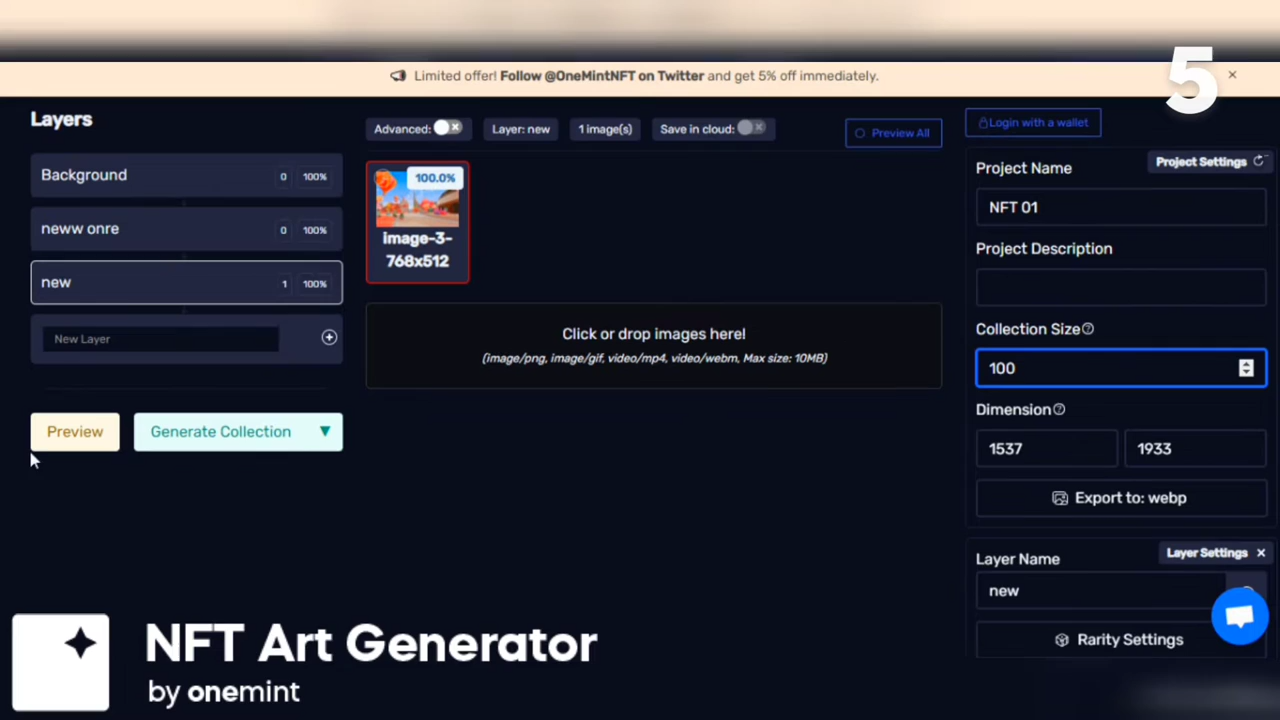 5
Limited offer! Follow @OneMintNFT on Twitter and get 5% off immediately.
Layers
Background 0 100%
neww onre 0 100%
new 1 100%
New Layer
Preview
Generate Collection
Advanced:
Layer: new
1 image(s)
Save in cloud:
Preview All
100.0%
image-3-
768x512
Click or drop images here!
(image/png, image/gif, video/mp4, video/webm, Max size: 10MB)
Login with a wallet
Project Name
Project Settings
NFT 01
Project Description
Collection Size
100
Dimension
1537 1933
Export to: webp
Layer Name
Layer Settings
new
Rarity Settings
NFT Art Generator
by onemint